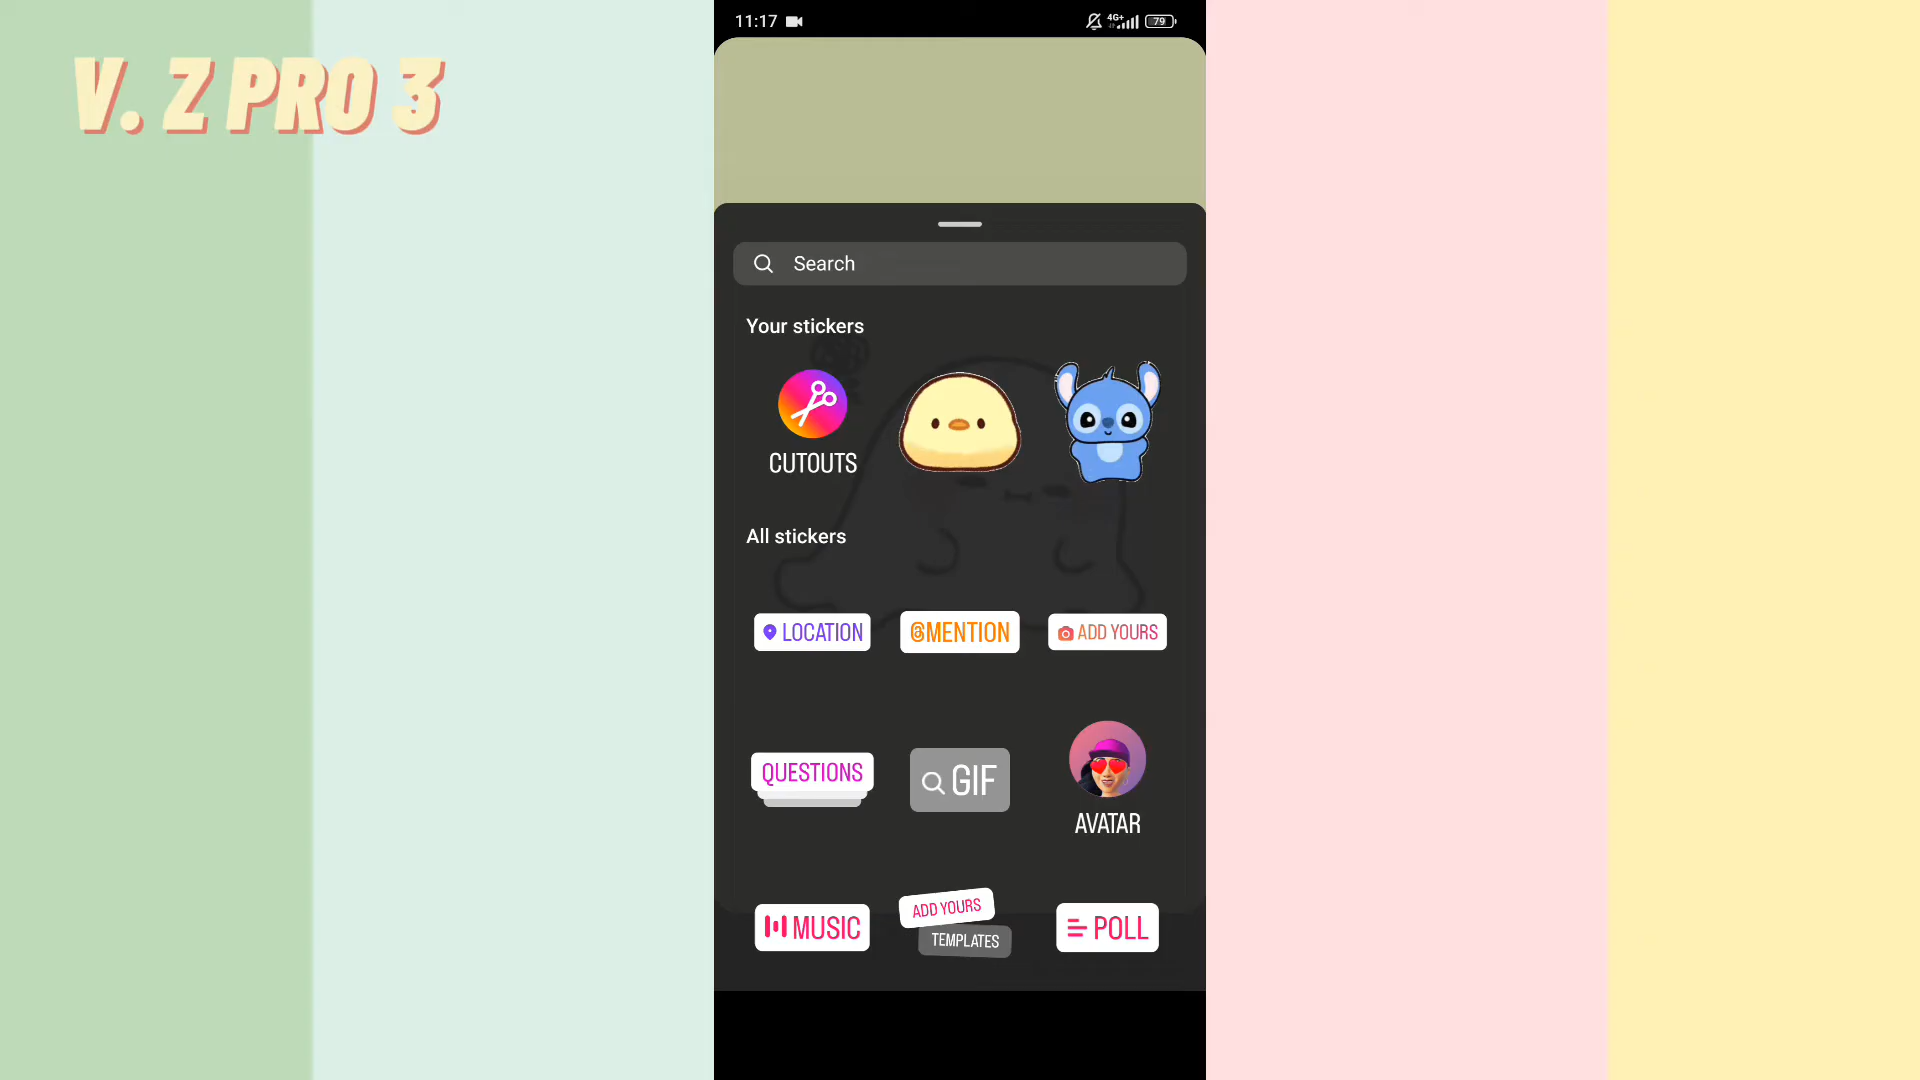 V. Z PRO 3
11:17
4G+
79
Search
Your stickers
CUTOUTS
All stickers
LOCATION
@MENTION
ADD YOURS
QUESTIONS
GIF
AVATAR
MUSIC
ADD YOURS
TEMPLATES
POLL